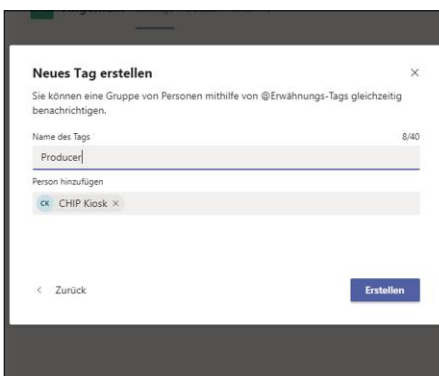 Neues Tag erstellen
Sie können eine Gruppe von Personen mithilfe von @Erwähnungs-Tags gleichzeitig
benachrichtigen.
Name des Tags 8/40
Producer
Person hinzufügen
CK CHIP Kiosk ×
< Zurück Erstellen